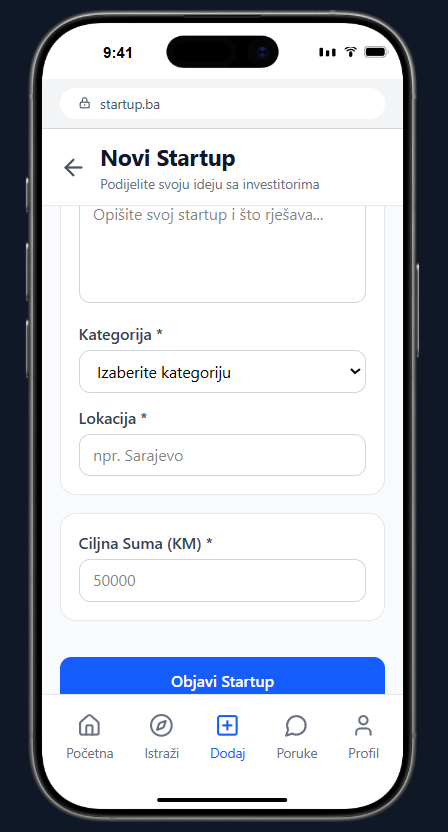 9:41
startup.ba
Novi Startup
Podijelite svoju ideju sa investitorima
Opišite svoj startup i što rješava...
Kategorija *
Izaberite kategoriju
Lokacija *
npr. Sarajevo
Ciljna Suma (KM) *
50000
Objavi Startup
Početna Istraži Dodaj Poruke Profil